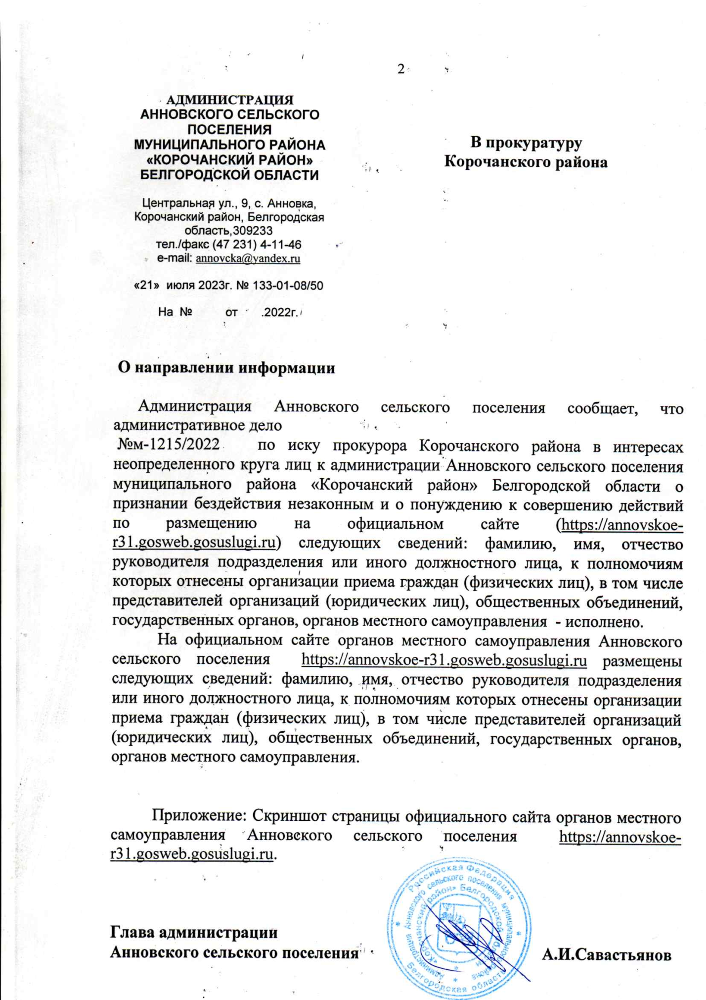 2
АДМИНИСТРАЦИЯ
АННОВСКОГО СЕЛЬСКОГО
ПОСЕЛЕНИЯ
МУНИЦИПАЛЬНОГО РАЙОНА
«КОРОЧАНСКИЙ РАЙОН»
БЕЛГОРОДСКОЙ ОБЛАСТИ
Центральная ул., 9, с. Анновка,
Корочанский район, Белгородская
область,309233
тел./факс (47 231) 4-11-46
e-mail: annovcka@yandex.ru
«21» июля 2023г. № 133-01-08/50
На № от .2022г.
В прокуратуру
Корочанского района
О направлении информации
Администрация Анновского сельского поселения сообщает, что
административное дело
№м-1215/2022 по иску прокурора Корочанского района в интересах
неопределенного круга лиц к администрации Анновского сельского поселения
муниципального района «Корочанский район» Белгородской области о
признании бездействия незаконным и о понуждению к совершению действий
по размещению на официальном сайте (https://annovskoe-
r31.gosweb.gosuslugi.ru) следующих сведений: фамилию, имя, отчество
руководителя подразделения или иного должностного лица, к полномочиям
которых отнесены организации приема граждан (физических лиц), в том числе
представителей организаций (юридических лиц), общественных объединений,
государственных органов, органов местного самоуправления - исполнено.
На официальном сайте органов местного самоуправления Анновского
сельского поселения https://annovskoe-r31.gosweb.gosuslugi.ru размещены
следующих сведений: фамилию, имя, отчество руководителя подразделения
или иного должностного лица, к полномочиям которых отнесены организации
приема граждан (физических лиц), в том числе представителей организаций
(юридических лиц), общественных объединений, государственных органов,
органов местного самоуправления.
Приложение: Скриншот страницы официального сайта органов местного
самоуправления Анновского сельского поселения https://annovskoe-
r31.gosweb.gosuslugi.ru.
Глава администрации
Анновского сельского поселения
А.И.Савастьянов
Российская Федерация
Белгородская область
Администрация Анновского сельского поселения муниципального района
«Корочанский район» Белгородской области